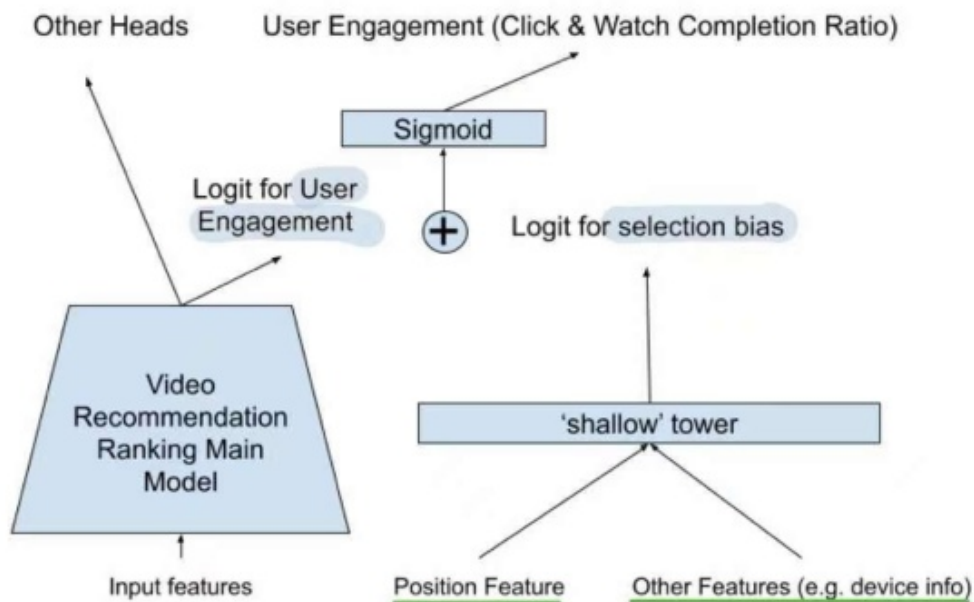 Other Heads
User Engagement (Click & Watch Completion Ratio)
Sigmoid
Logit for User
Engagement
+
Logit for selection bias
Video
Recommendation
Ranking Main
Model
'shallow' tower
Input features
Position Feature
Other Features (e.g. device info)